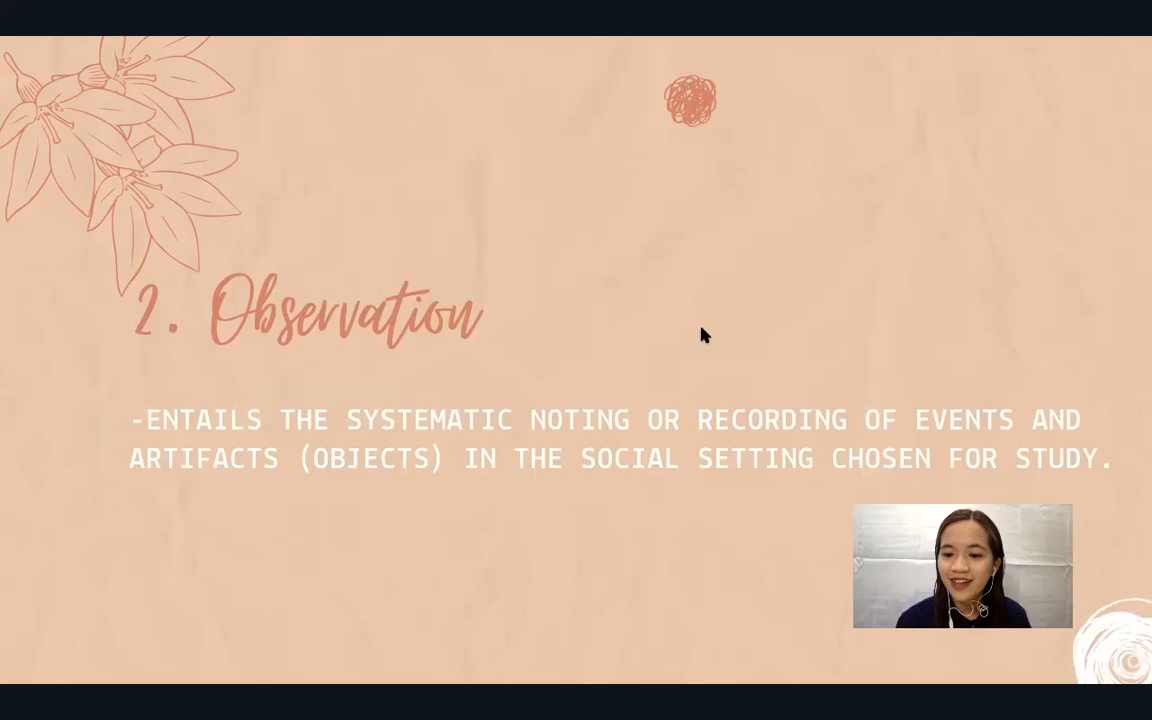 2. Observation
-ENTAILS THE SYSTEMATIC NOTING OR RECORDING OF EVENTS AND
ARTIFACTS (OBJECTS) IN THE SOCIAL SETTING CHOSEN FOR STUDY.